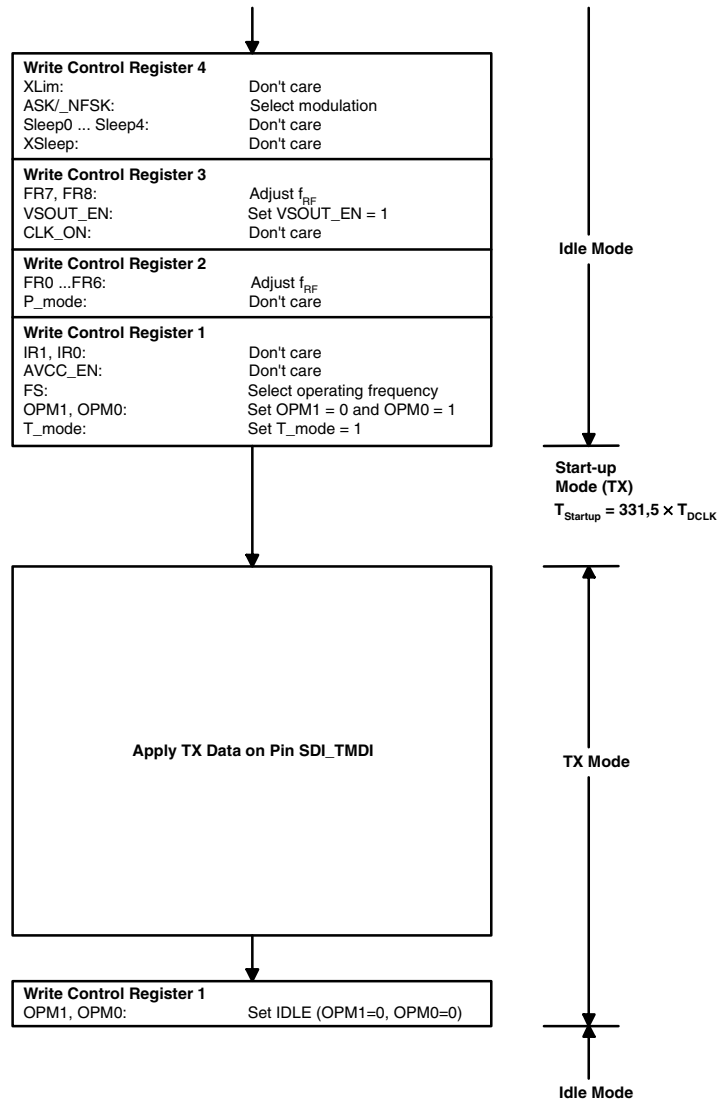 Write Control Register 4
XLim: Don't care
ASK/_NFSK: Select modulation
Sleep0 ... Sleep4: Don't care
XSleep: Don't care
Write Control Register 3
FR7, FR8: Adjust fRF
VSOUT_EN: Set VSOUT_EN = 1
CLK_ON: Don't care
Idle Mode
Write Control Register 2
FR0 ...FR6: Adjust fRF
P_mode: Don't care
Write Control Register 1
IR1, IR0: Don't care
AVCC_EN: Don't care
FS: Select operating frequency
OPM1, OPM0: Set OPM1 = 0 and OPM0 = 1
T_mode: Set T_mode = 1
Start-up
Mode (TX)
TStartup = 331,5 × TDCLK
Apply TX Data on Pin SDI_TMDI
TX Mode
Write Control Register 1
OPM1, OPM0: Set IDLE (OPM1=0, OPM0=0)
Idle Mode